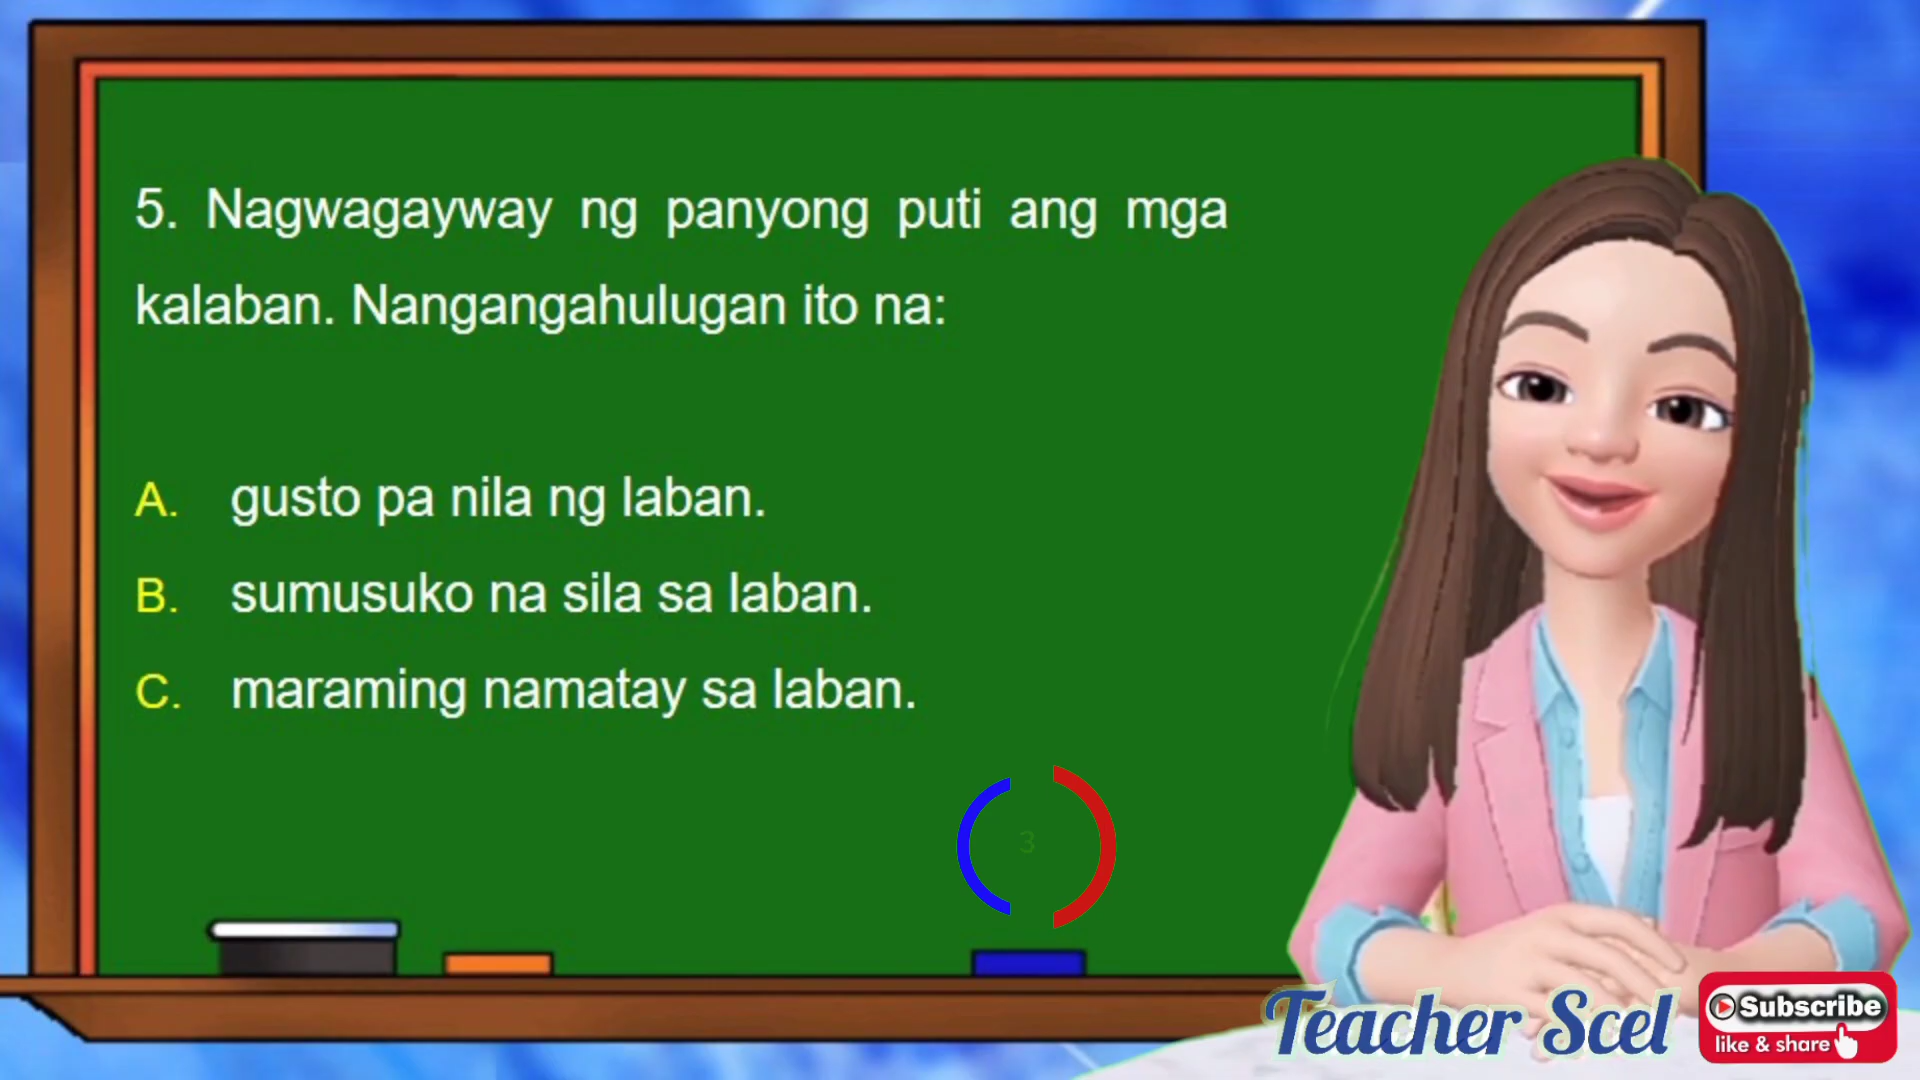 5. Nagwagayway ng panyong puti ang mga
kalaban. Nangangahulugan ito na:
A. gusto pa nila ng laban.
B. sumusuko na sila sa laban.
C. maraming namatay sa laban.
3
Teacher Scel
Subscribe
like & share